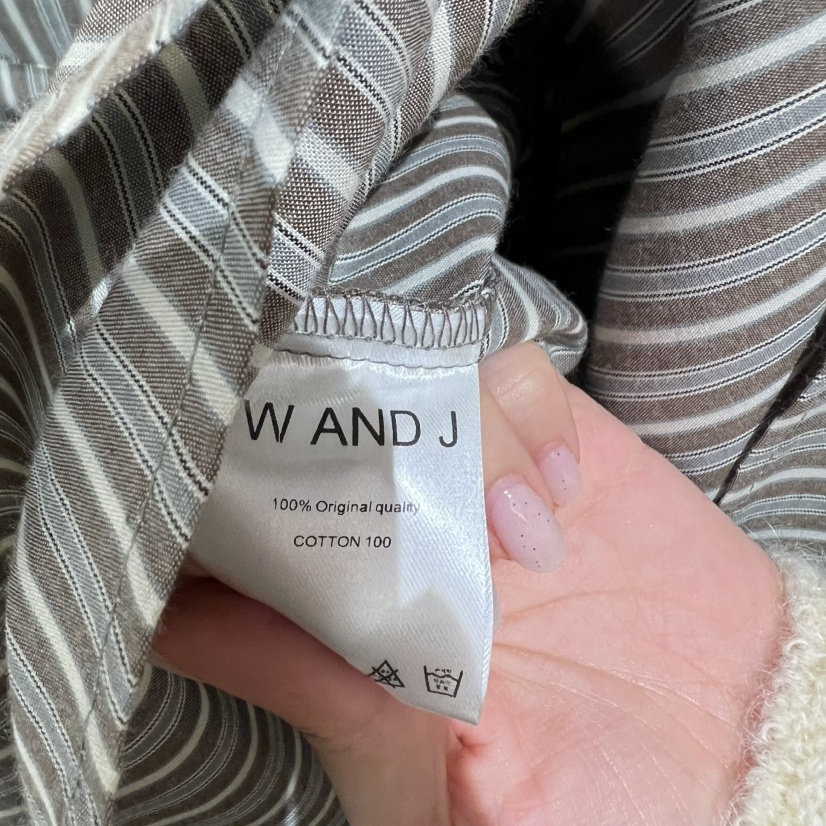 W AND J
100% Original quality
COTTON 100